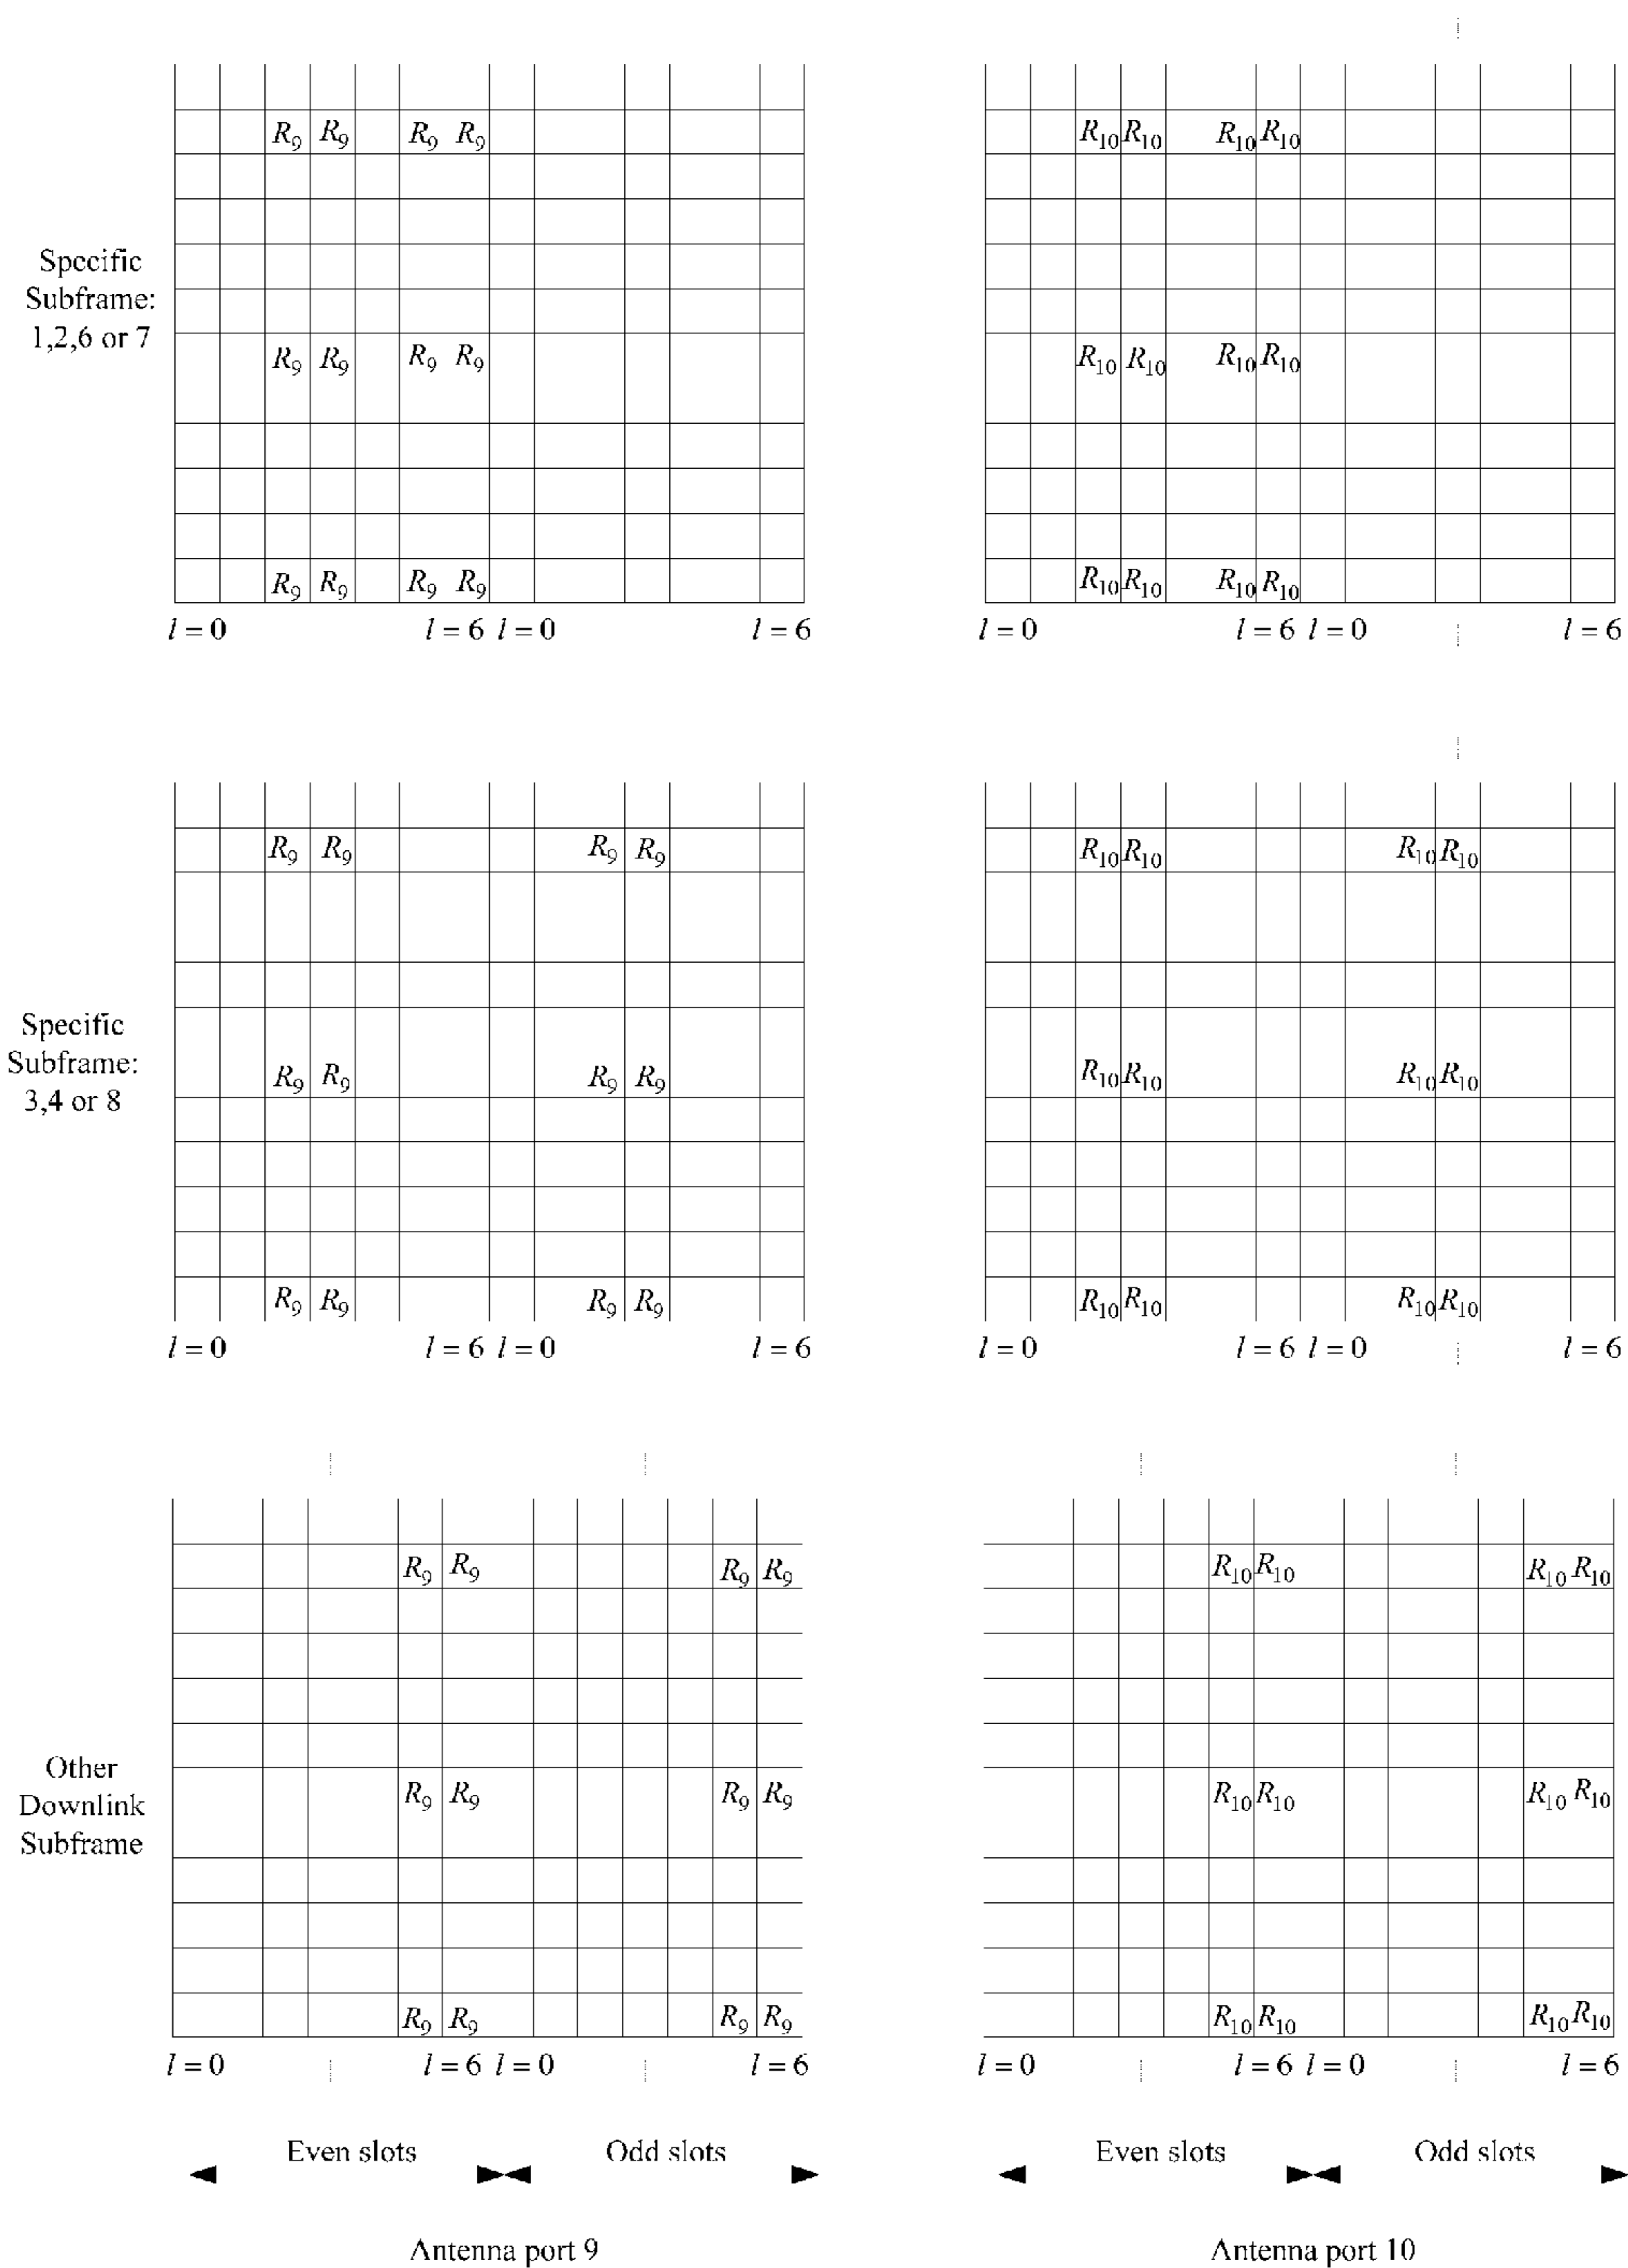 R₉ R₉ R₉ R₉ R₁₀ R₁₀ R₁₀ R₁₀
Specific
Subframe:
1,2,6 or 7
R₉ R₉ R₉ R₉ R₁₀ R₁₀ R₁₀ R₁₀
R₉ R₉ R₉ R₉ R₁₀ R₁₀ R₁₀ R₁₀
l = 0 l = 6 l = 0 l = 6 l = 0 l = 6 l = 0 l = 6
R₉ R₉ R₉ R₉ R₁₀ R₁₀ R₁₀ R₁₀
Specific
Subframe:
3,4 or 8
R₉ R₉ R₉ R₉ R₁₀ R₁₀ R₁₀ R₁₀
R₉ R₉ R₉ R₉ R₁₀ R₁₀ R₁₀ R₁₀
l = 0 l = 6 l = 0 l = 6 l = 0 l = 6 l = 0 l = 6
R₉ R₉ R₉ R₉ R₁₀ R₁₀ R₁₀ R₁₀
Other
Downlink
Subframe
R₉ R₉ R₉ R₉ R₁₀ R₁₀ R₁₀ R₁₀
R₉ R₉ R₉ R₉ R₁₀ R₁₀ R₁₀ R₁₀
l = 0 l = 6 l = 0 l = 6 l = 0 l = 6 l = 0 l = 6
Even slots Odd slots Even slots Odd slots
Antenna port 9 Antenna port 10